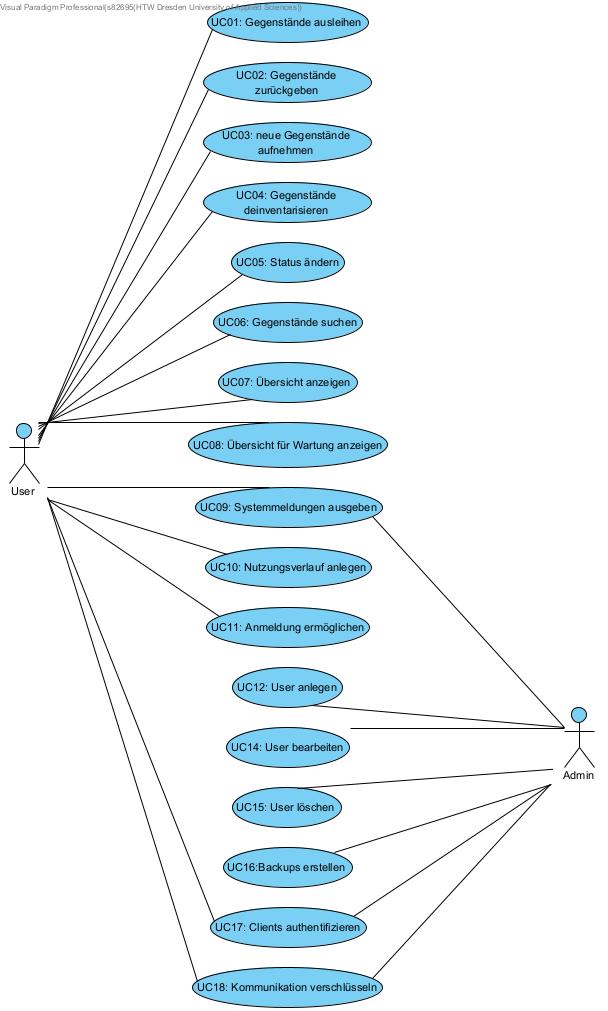 Visual Paradigm Professional(s82695(HTW Dresden University of Applied Sciences))
UC01: Gegenstände ausleihen
UC02: Gegenstände
zurückgeben
UC03: neue Gegenstände
aufnehmen
UC04: Gegenstände
deinventarisieren
UC05: Status ändern
UC06: Gegenstände suchen
UC07: Übersicht anzeigen
UC08: Übersicht für Wartung anzeigen
User
UC09: Systemmeldungen ausgeben
UC10: Nutzungsverlauf anlegen
UC11: Anmeldung ermöglichen
UC12: User anlegen
UC14: User bearbeiten
Admin
UC15: User löschen
UC16:Backups erstellen
UC17: Clients authentifizieren
UC18: Kommunikation verschlüsseln